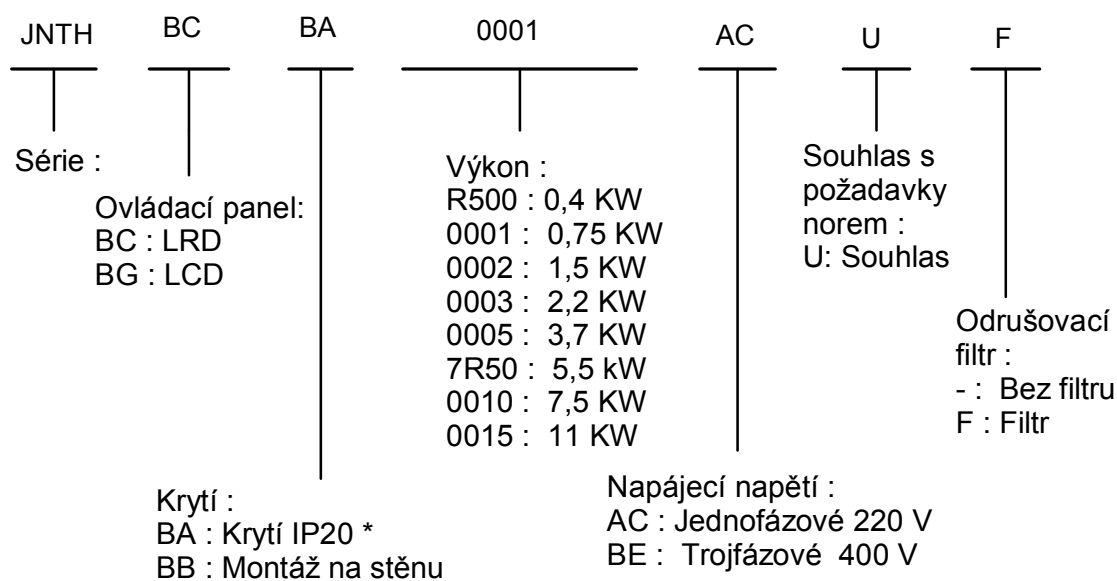 JNTH BC BA 0001 AC U F
Série :
Ovládací panel:
BC : LRD
BG : LCD
Krytí :
BA : Krytí IP20 *
BB : Montáž na stěnu
Výkon :
R500 : 0,4 KW
0001 : 0,75 KW
0002 : 1,5 KW
0003 : 2,2 KW
0005 : 3,7 KW
7R50 : 5,5 kW
0010 : 7,5 KW
0015 : 11 KW
Napájecí napětí :
AC : Jednofázové 220 V
BE : Trojfázové 400 V
Souhlas s
požadavky
norem :
U: Souhlas
Odrušovací
filtr :
- : Bez filtru
F : Filtr